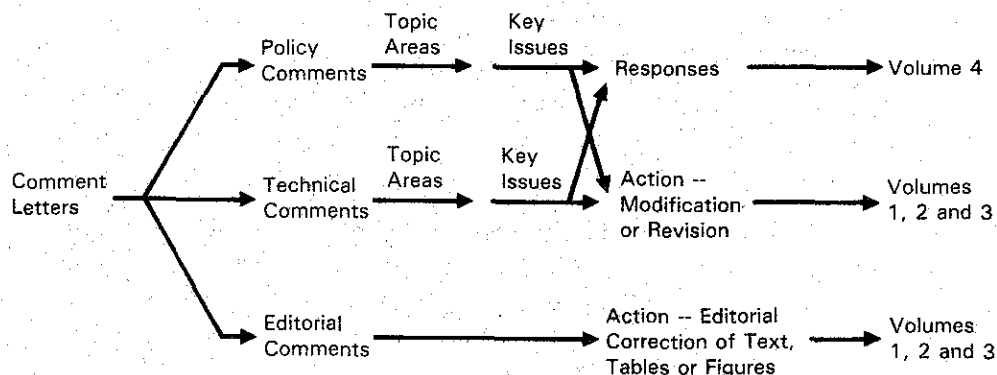 Topic
Areas
Key
Issues
Policy
Comments
Responses
Volume 4
Topic
Areas
Key
Issues
Comment
Letters
Technical
Comments
Action --
Modification
or Revision
Volumes
1, 2 and 3
Editorial
Comments
Action -- Editorial
Correction of Text,
Tables or Figures
Volumes
1, 2 and 3